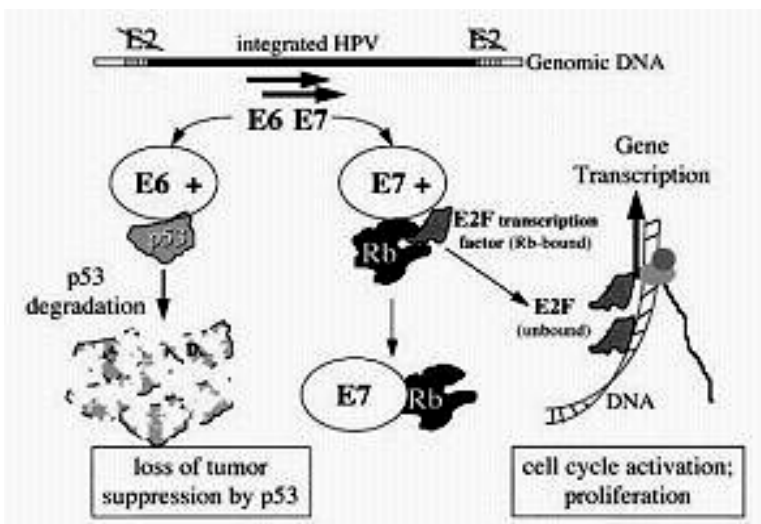 E2
integrated HPV
E2
Genomic DNA
E6 E7
E6 +
E7 +
p53
Rb
E2F transcription
factor (Rb-bound)
Gene
Transcription
p53
degradation
E2F
(unbound)
E7
Rb
DNA
loss of tumor
suppression by p53
cell cycle activation;
proliferation